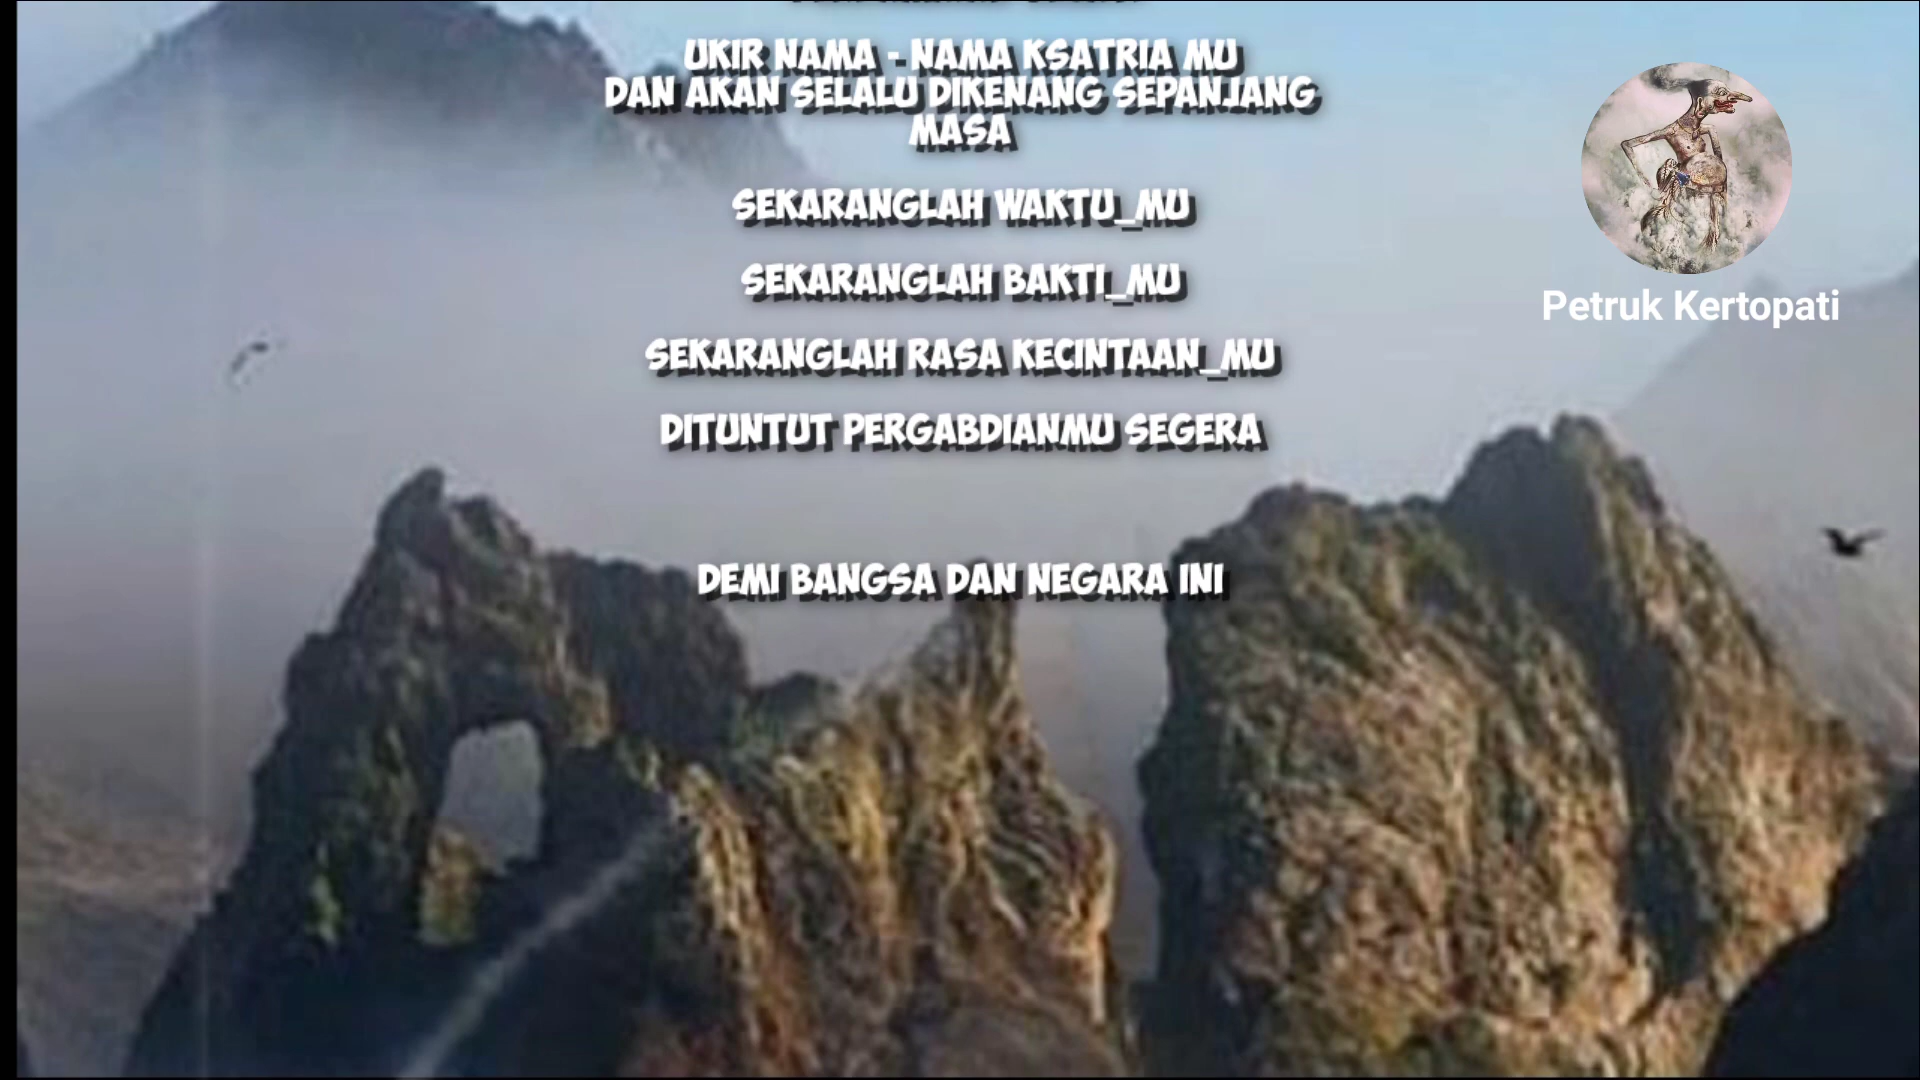 UKIR NAMA - NAMA KSATRIA MU
DAN AKAN SELALU DIKENANG SEPANJANG
MASA
SEKARANGLAH WAKTU_MU
SEKARANGLAH BAKTI_MU
SEKARANGLAH RASA KECINTAAN_MU
DITUNTUT PERGABDIANMU SEGERA
DEMI BANGSA DAN NEGARA INI
Petruk Kertopati